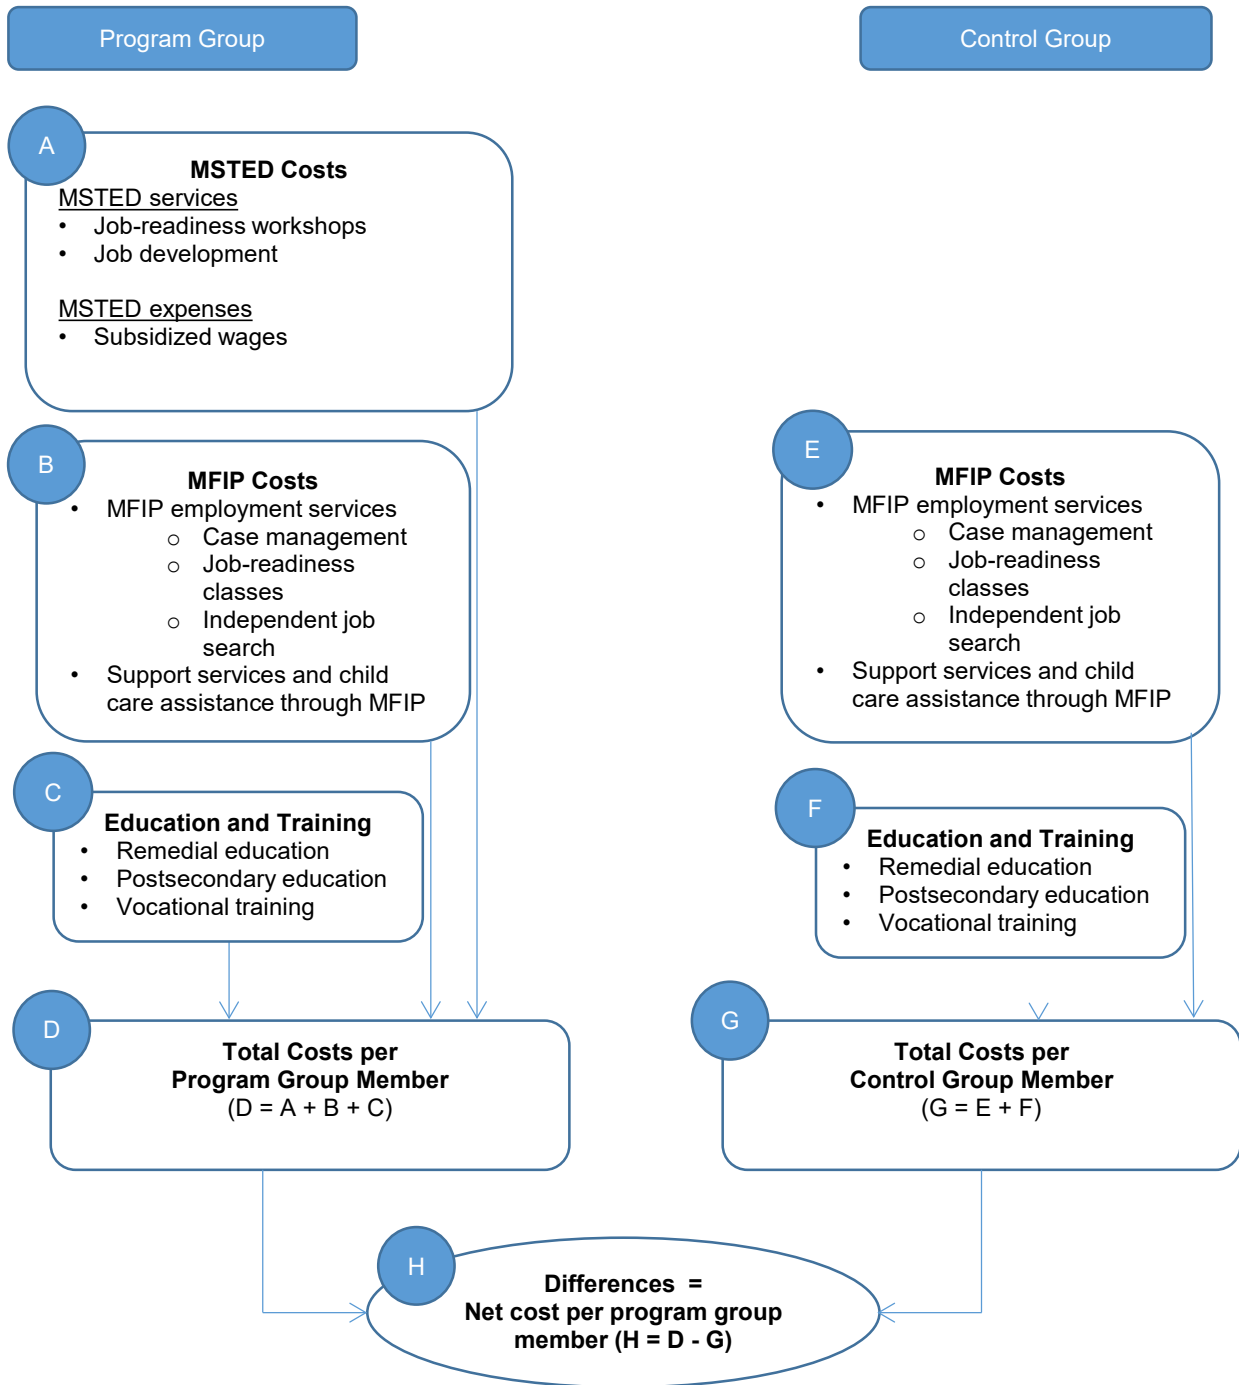 Program Group
Control Group
A
MSTED Costs
MSTED services
• Job-readiness workshops
• Job development
MSTED expenses
• Subsidized wages
B
MFIP Costs
• MFIP employment services
o Case management
o Job-readiness
classes
o Independent job
search
• Support services and child
care assistance through MFIP
E
MFIP Costs
• MFIP employment services
o Case management
o Job-readiness
classes
o Independent job
search
• Support services and child
care assistance through MFIP
C
Education and Training
• Remedial education
• Postsecondary education
• Vocational training
F
Education and Training
• Remedial education
• Postsecondary education
• Vocational training
D
Total Costs per
Program Group Member
(D = A + B + C)
G
Total Costs per
Control Group Member
(G = E + F)
H
Differences =
Net cost per program group
member (H = D - G)